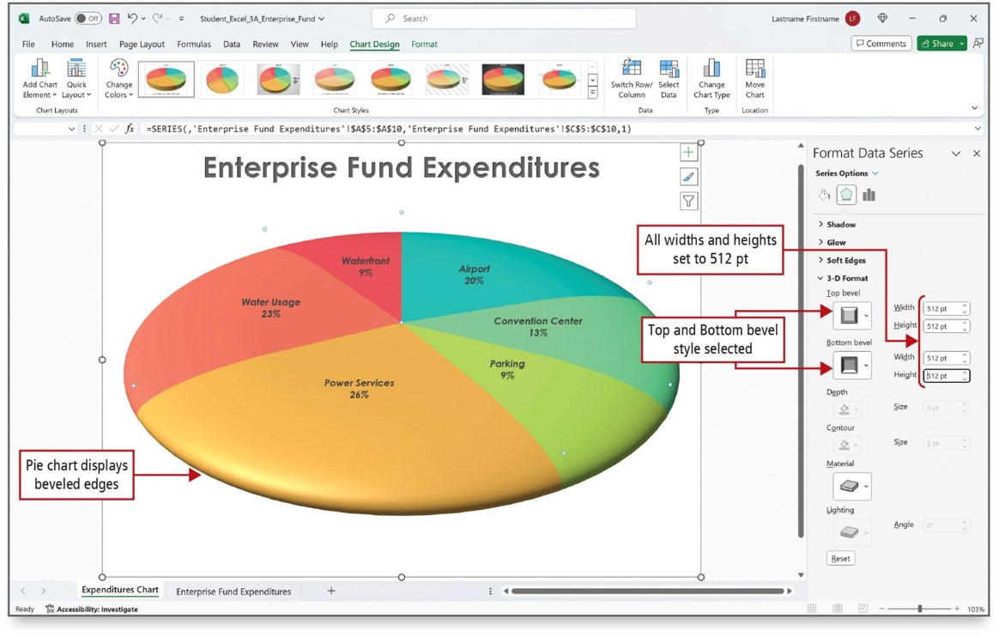 AutoSave Off Student_Excel_3A_Enterprise_Fund Search Lastname Firstname LF
File Home Insert Page Layout Formulas Data Review View Help Chart Design Format Comments Share
Add Chart Element Quick Layout Change Colors Switch Row/Column Select Data Change Chart Type Move Chart
Chart Layouts Chart Styles Data Type Location
fx =SERIES(,'Enterprise Fund Expenditures'!$A$5:$A$10,'Enterprise Fund Expenditures'!$C$5:$C$10,1)
Enterprise Fund Expenditures
Waterfront
9%
Airport
20%
Water Usage
23%
Convention Center
13%
Parking
9%
Power Services
26%
Pie chart displays
beveled edges
All widths and heights
set to 512 pt
Top and Bottom bevel
style selected
Format Data Series
Series Options
Shadow
Glow
Soft Edges
3-D Format
Top bevel
Width 512 pt
Height 512 pt
Bottom bevel
Width 512 pt
Height 512 pt
Depth
Size 0 pt
Contour
Size 2 pt
Material
Lighting
Angle 0°
Reset
Expenditures Chart Enterprise Fund Expenditures
Ready Accessibility: Investigate 103%